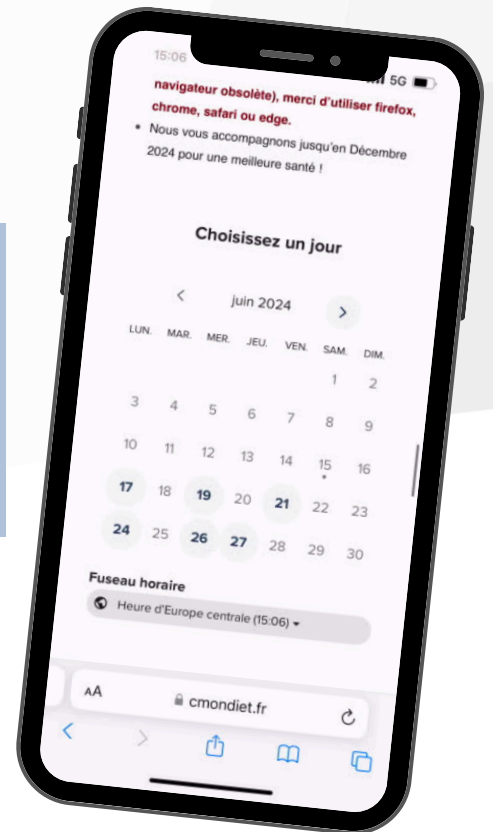 15:06 5G
navigateur obsolète), merci d'utiliser firefox,
chrome, safari ou edge.
• Nous vous accompagnons jusqu'en Décembre
2024 pour une meilleure santé !
Choisissez un jour
< juin 2024 >
LUN. MAR. MER. JEU. VEN. SAM. DIM.
1 2
3 4 5 6 7 8 9
10 11 12 13 14 15 16
17 18 19 20 21 22 23
24 25 26 27 28 29 30
Fuseau horaire
Heure d'Europe centrale (15:06)
AA cmondiet.fr